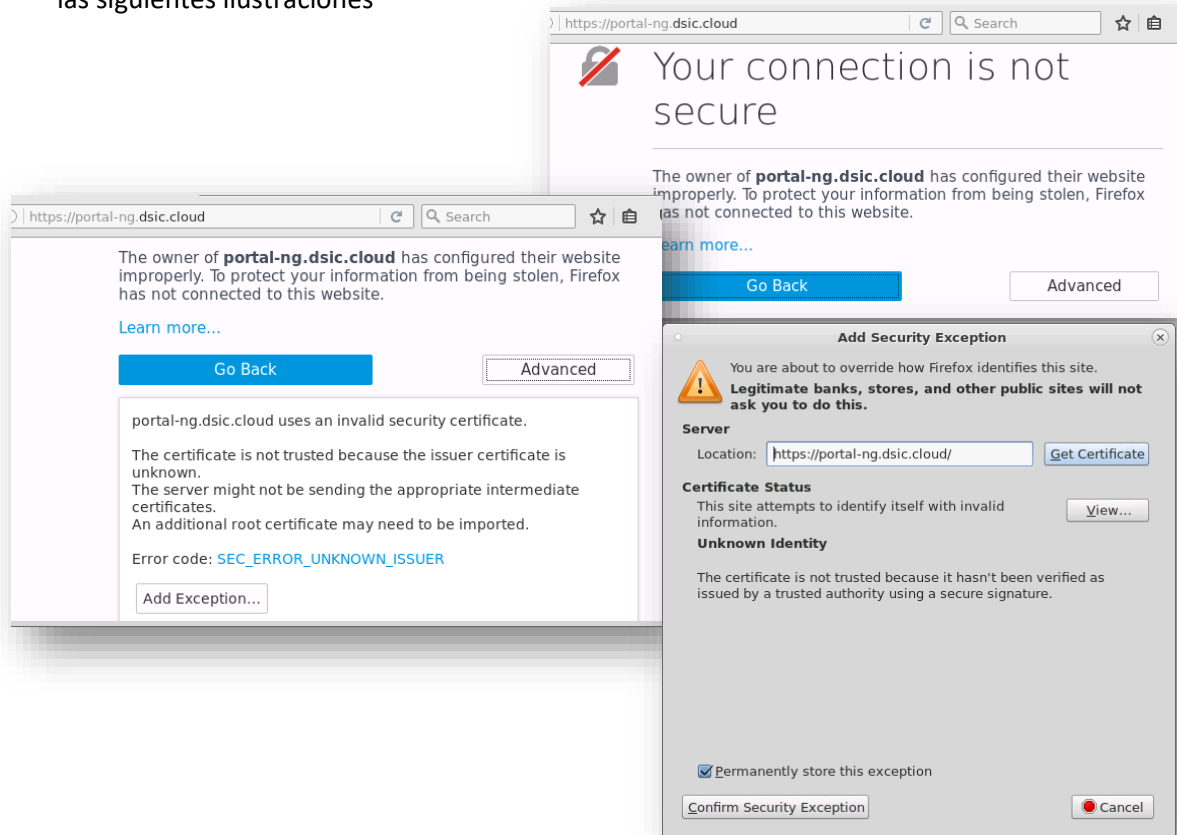 las siguientes ilustraciones
https://portal-ng.dsic.cloud
Search
Your connection is not
secure
The owner of portal-ng.dsic.cloud has configured their website
improperly. To protect your information from being stolen, Firefox
has not connected to this website.
Learn more...
Go Back
Advanced
https://portal-ng.dsic.cloud
Search
The owner of portal-ng.dsic.cloud has configured their website
improperly. To protect your information from being stolen, Firefox
has not connected to this website.
Learn more...
Go Back
Advanced
portal-ng.dsic.cloud uses an invalid security certificate.
The certificate is not trusted because the issuer certificate is
unknown.
The server might not be sending the appropriate intermediate
certificates.
An additional root certificate may need to be imported.
Error code: SEC_ERROR_UNKNOWN_ISSUER
Add Exception...
Add Security Exception
You are about to override how Firefox identifies this site.
Legitimate banks, stores, and other public sites will not
ask you to do this.
Server
Location:
https://portal-ng.dsic.cloud/
Get Certificate
Certificate Status
This site attempts to identify itself with invalid
information.
View...
Unknown Identity
The certificate is not trusted because it hasn't been verified as
issued by a trusted authority using a secure signature.
Permanently store this exception
Confirm Security Exception
Cancel